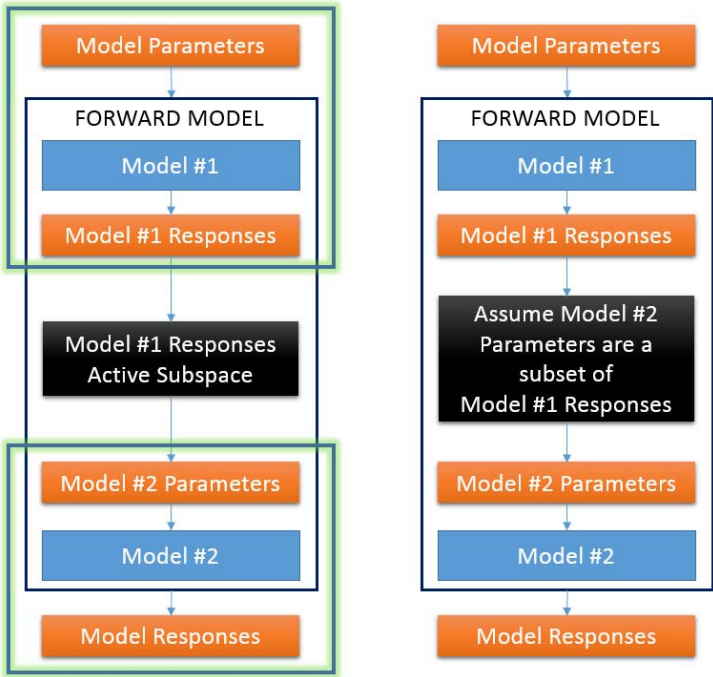 Model Parameters
FORWARD MODEL
Model #1
Model #1 Responses
Model #1 Responses
Active Subspace
Model #2 Parameters
Model #2
Model Responses
Model Parameters
FORWARD MODEL
Model #1
Model #1 Responses
Assume Model #2
Parameters are a
subset of
Model #1 Responses
Model #2 Parameters
Model #2
Model Responses